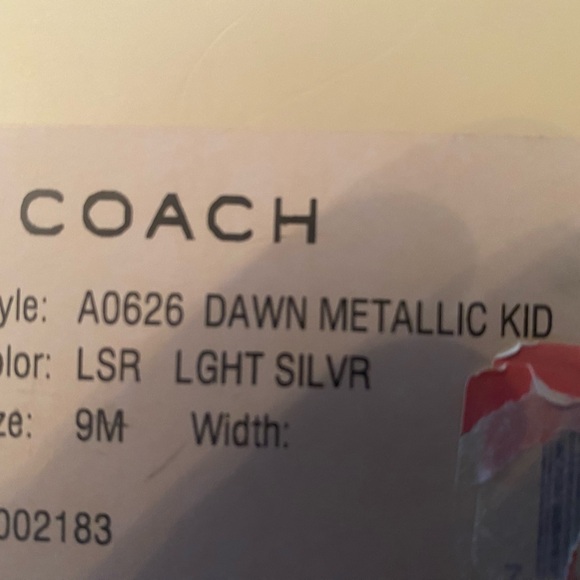 COACH
yle: A0626 DAWN METALLIC KID
olor: LSR LGHT SILVR
ze: 9M Width:
002183